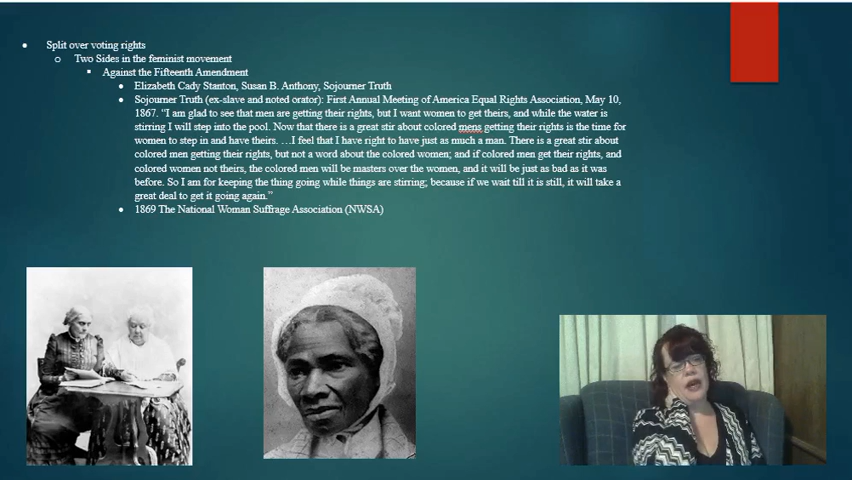 Split over voting rights
Two Sides in the feminist movement
Against the Fifteenth Amendment
Elizabeth Cady Stanton, Susan B. Anthony, Sojourner Truth
Sojourner Truth (ex-slave and noted orator): First Annual Meeting of America Equal Rights Association, May 10,
1867. “I am glad to see that men are getting their rights, but I want women to get theirs, and while the water is
stirring I will step into the pool. Now that there is a great stir about colored mens getting their rights is the time for
women to step in and have theirs. …I feel that I have right to have just as much a man. There is a great stir about
colored men getting their rights, but not a word about the colored women; and if colored men get their rights, and
colored women not theirs, the colored men will be masters over the women, and it will be just as bad as it was
before. So I am for keeping the thing going while things are stirring; because if we wait till it is still, it will take a
great deal to get it going again.”
1869 The National Woman Suffrage Association (NWSA)